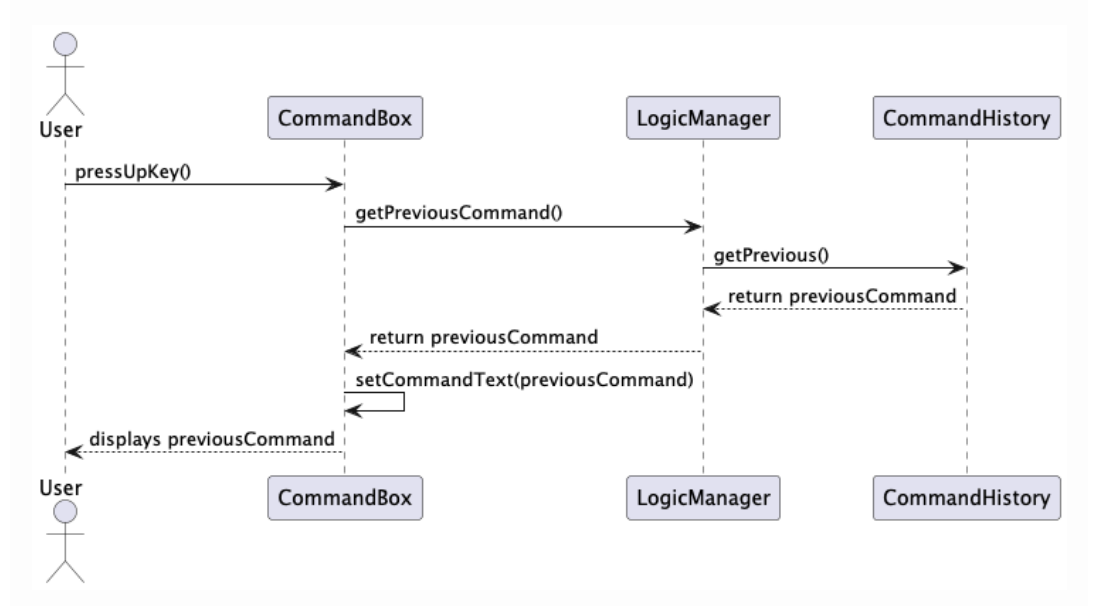 User
CommandBox
LogicManager
CommandHistory
pressUpKey()
getPreviousCommand()
getPrevious()
return previousCommand
return previousCommand
setCommandText(previousCommand)
displays previousCommand
User
CommandBox
LogicManager
CommandHistory